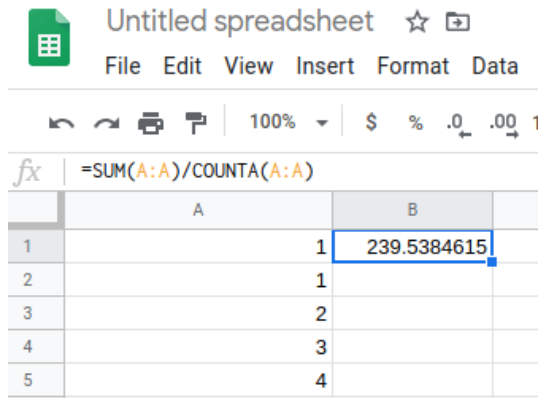 Untitled spreadsheet
File Edit View Insert Format Data
100% $ % .0 .00 1
fx =SUM(A:A)/COUNTA(A:A)
A B
1 1 239.5384615
2 1
3 2
4 3
5 4